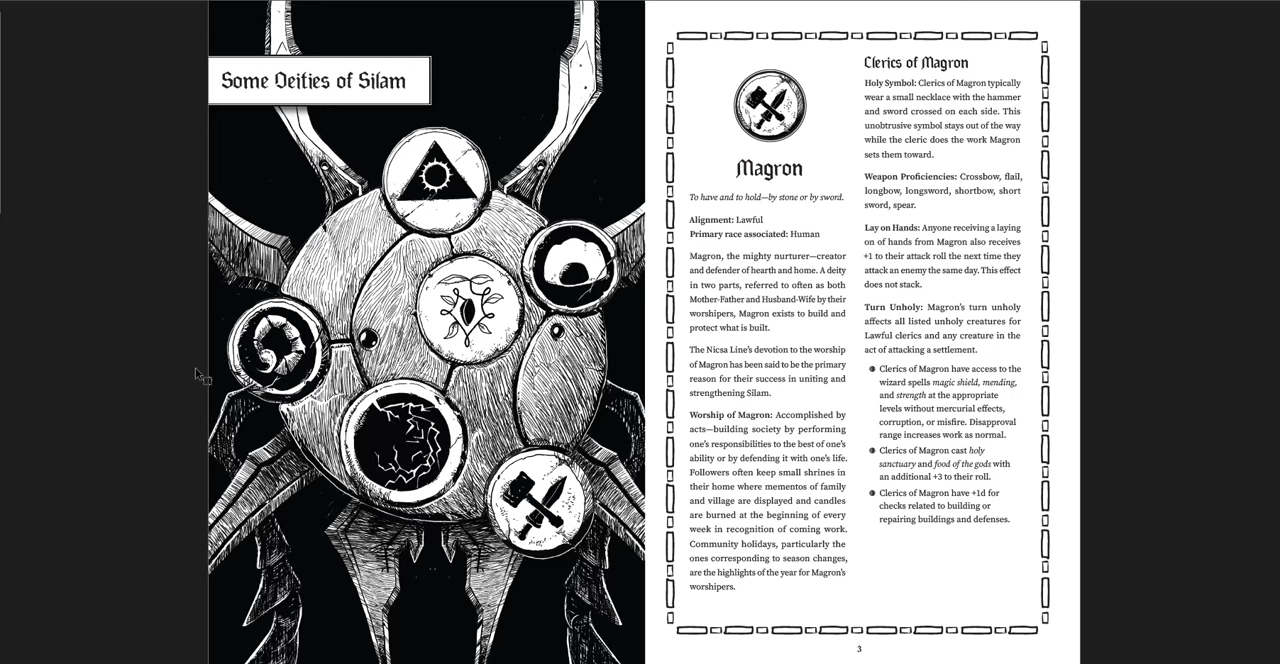 Some Deities of Silam
Magron
To have and to hold—by stone or by sword.
Alignment: Lawful
Primary race associated: Human
Magron, the mighty nurturer—creator
and defender of hearth and home. A deity
in two parts, referred to often as both
Mother-Father and Husband-Wife by their
worshipers, Magron exists to build and
protect what is built.
The Nicsa Line's devotion to the worship
of Magron has been said to be the primary
reason for their success in uniting and
strengthening Silam.
Worship of Magron: Accomplished by
acts—building society by performing
one's responsibilities to the best of one's
ability or by defending it with one's life.
Followers often keep small shrines in
their home where mementos of family
and village are displayed and candles
are burned at the beginning of every
week in recognition of coming work.
Community holidays, particularly the
ones corresponding to season changes,
are the highlights of the year for Magron's
worshipers.
Clerics of Magron
Holy Symbol: Clerics of Magron typically
wear a small necklace with the hammer
and sword crossed on each side. This
unobtrusive symbol stays out of the way
while the cleric does the work Magron
sets them toward.
Weapon Proficiencies: Crossbow, flail,
longbow, longsword, shortbow, short
sword, spear.
Lay on Hands: Anyone receiving a laying
on of hands from Magron also receives
+1 to their attack roll the next time they
attack an enemy the same day. This effect
does not stack.
Turn Unholy: Magron's turn unholy
affects all listed unholy creatures for
Lawful clerics and any creature in the
act of attacking a settlement.
Clerics of Magron have access to the
wizard spells magic shield, mending,
and strength at the appropriate
levels without mercurial effects,
corruption, or misfire. Disapproval
range increases work as normal.
Clerics of Magron cast holy
sanctuary and food of the gods with
an additional +3 to their roll.
Clerics of Magron have +1d for
checks related to building or
repairing buildings and defenses.
3